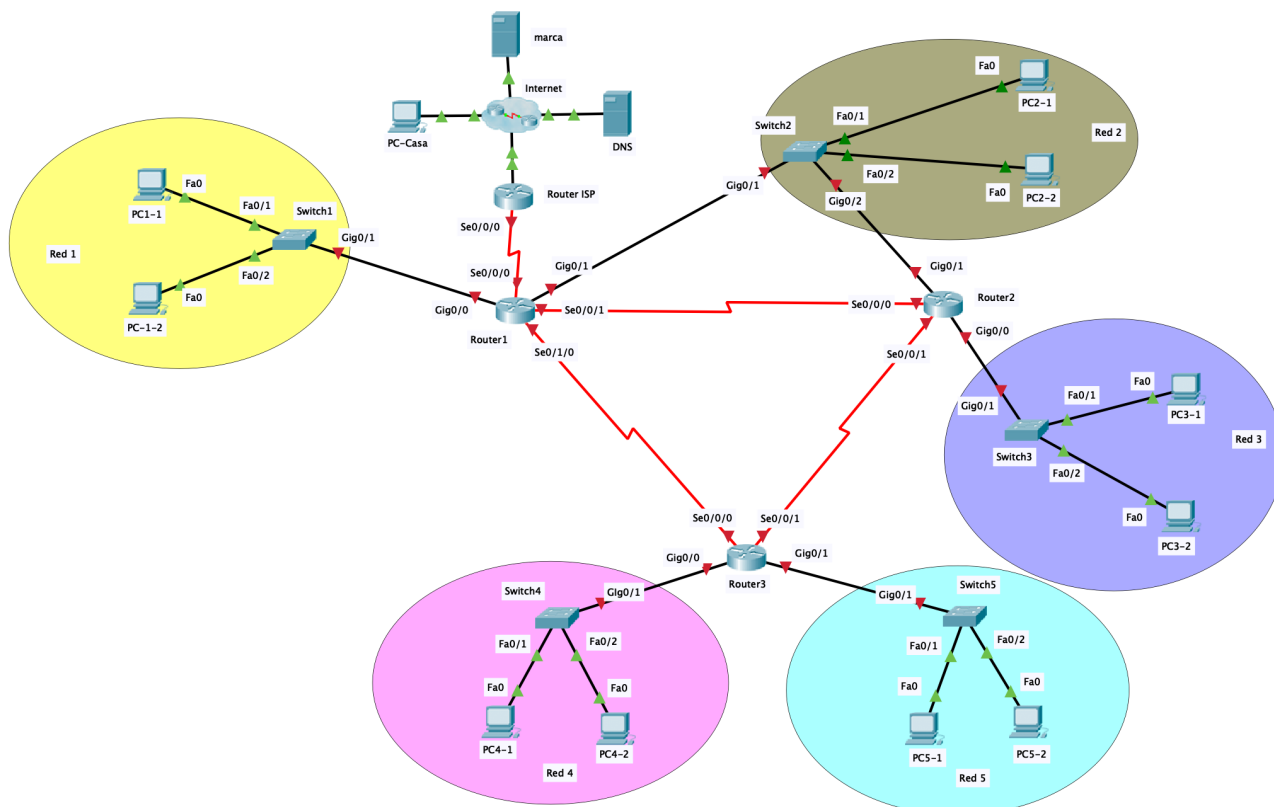 marca
Internet
PC-Casa
DNS
Router ISP
Se0/0/0
Se0/0/0
Fa0
PC1-1
Fa0/1
Switch1
Gig0/1
Red 1
Fa0/2
Fa0
PC-1-2
Gig0/0
Router1
Gig0/1
Se0/0/1
Se0/1/0
Fa0
PC2-1
Fa0/1
Switch2
Red 2
Fa0/2
Fa0
PC2-2
Gig0/1
Gig0/2
Gig0/1
Router2
Se0/0/0
Gig0/0
Se0/0/1
Gig0/1
Fa0/1
Fa0
PC3-1
Red 3
Switch3
Fa0/2
Fa0
PC3-2
Se0/0/0
Se0/0/1
Gig0/0
Gig0/1
Router3
Switch4
GIg0/1
Fa0/1
Fa0/2
Fa0
Fa0
PC4-1
PC4-2
Red 4
Switch5
Gig0/1
Fa0/1
Fa0/2
Fa0
Fa0
PC5-1
PC5-2
Red 5